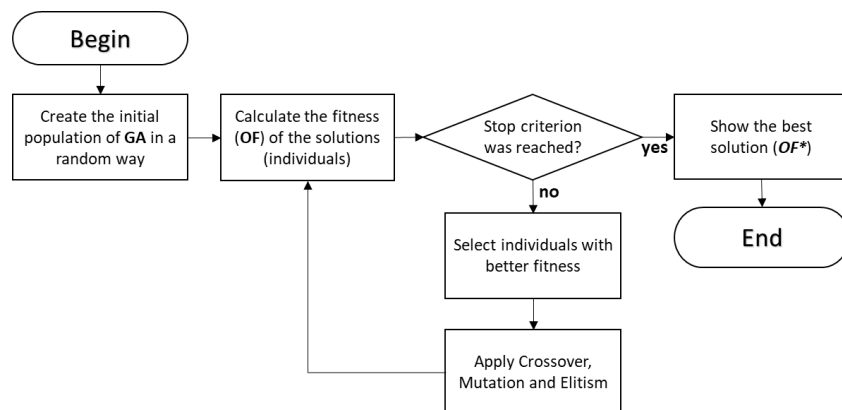 Begin
Create the initial
population of GA in a
random way
Calculate the fitness
(OF) of the solutions
(individuals)
Stop criterion
was reached?
yes
Show the best
solution (OF*)
End
no
Select individuals with
better fitness
Apply Crossover,
Mutation and Elitism